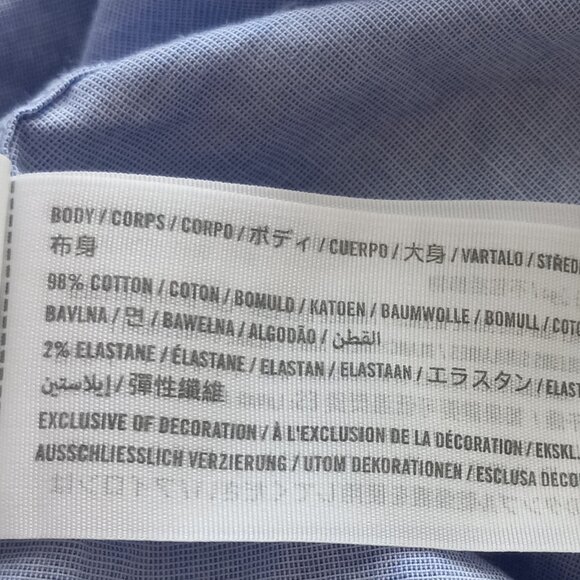 BODY / CORPS / CORPO / ボディ / CUERPO / 大身 / VARTALO / STŘED
布身
98% COTTON / COTON / BOMULD / KATOEN / BAUMWOLLE / BOMULL / COTO
BAVLNA / 면 / BAWEŁNA / ALGODÃO / القطن
2% ELASTANE / ÉLASTANE / ELASTAN / ELASTAAN / エラスタン / ELAST
إيلاستين / 彈性纖維
EXCLUSIVE OF DECORATION / À L'EXCLUSION DE LA DÉCORATION / EKSKL.
AUSSCHLIESSLICH VERZIERUNG / UTOM DEKORATIONEN / ESCLUSA DECO